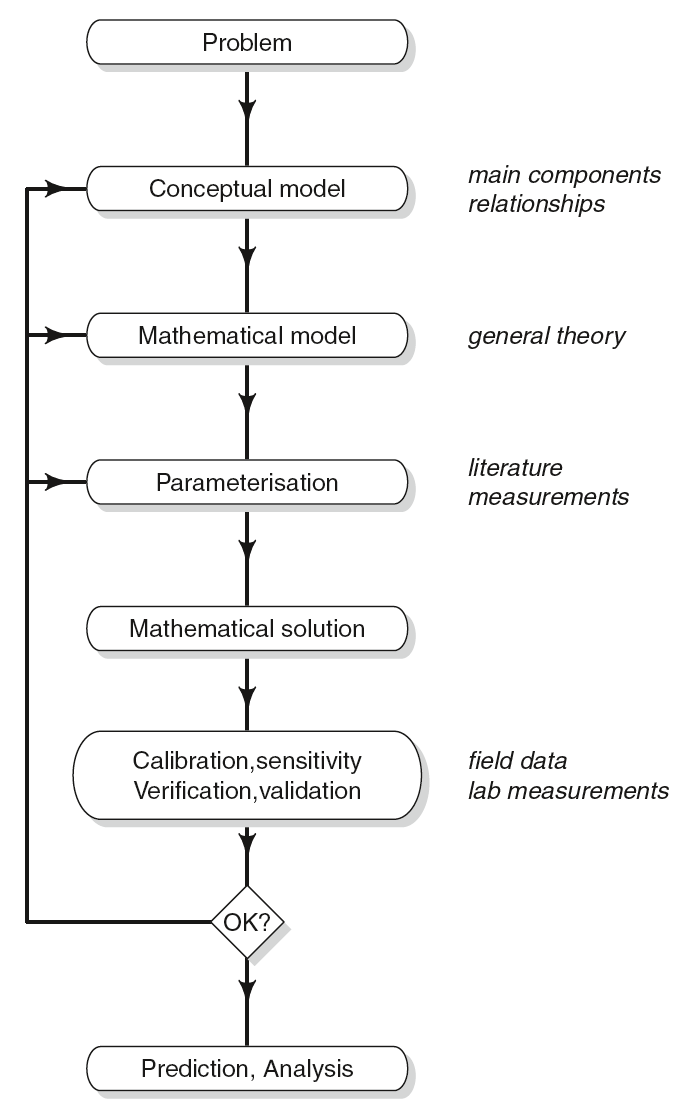 Problem
Conceptual model
main components
relationships
Mathematical model
general theory
Parameterisation
literature
measurements
Mathematical solution
Calibration,sensitivity
Verification,validation
field data
lab measurements
OK?
Prediction, Analysis